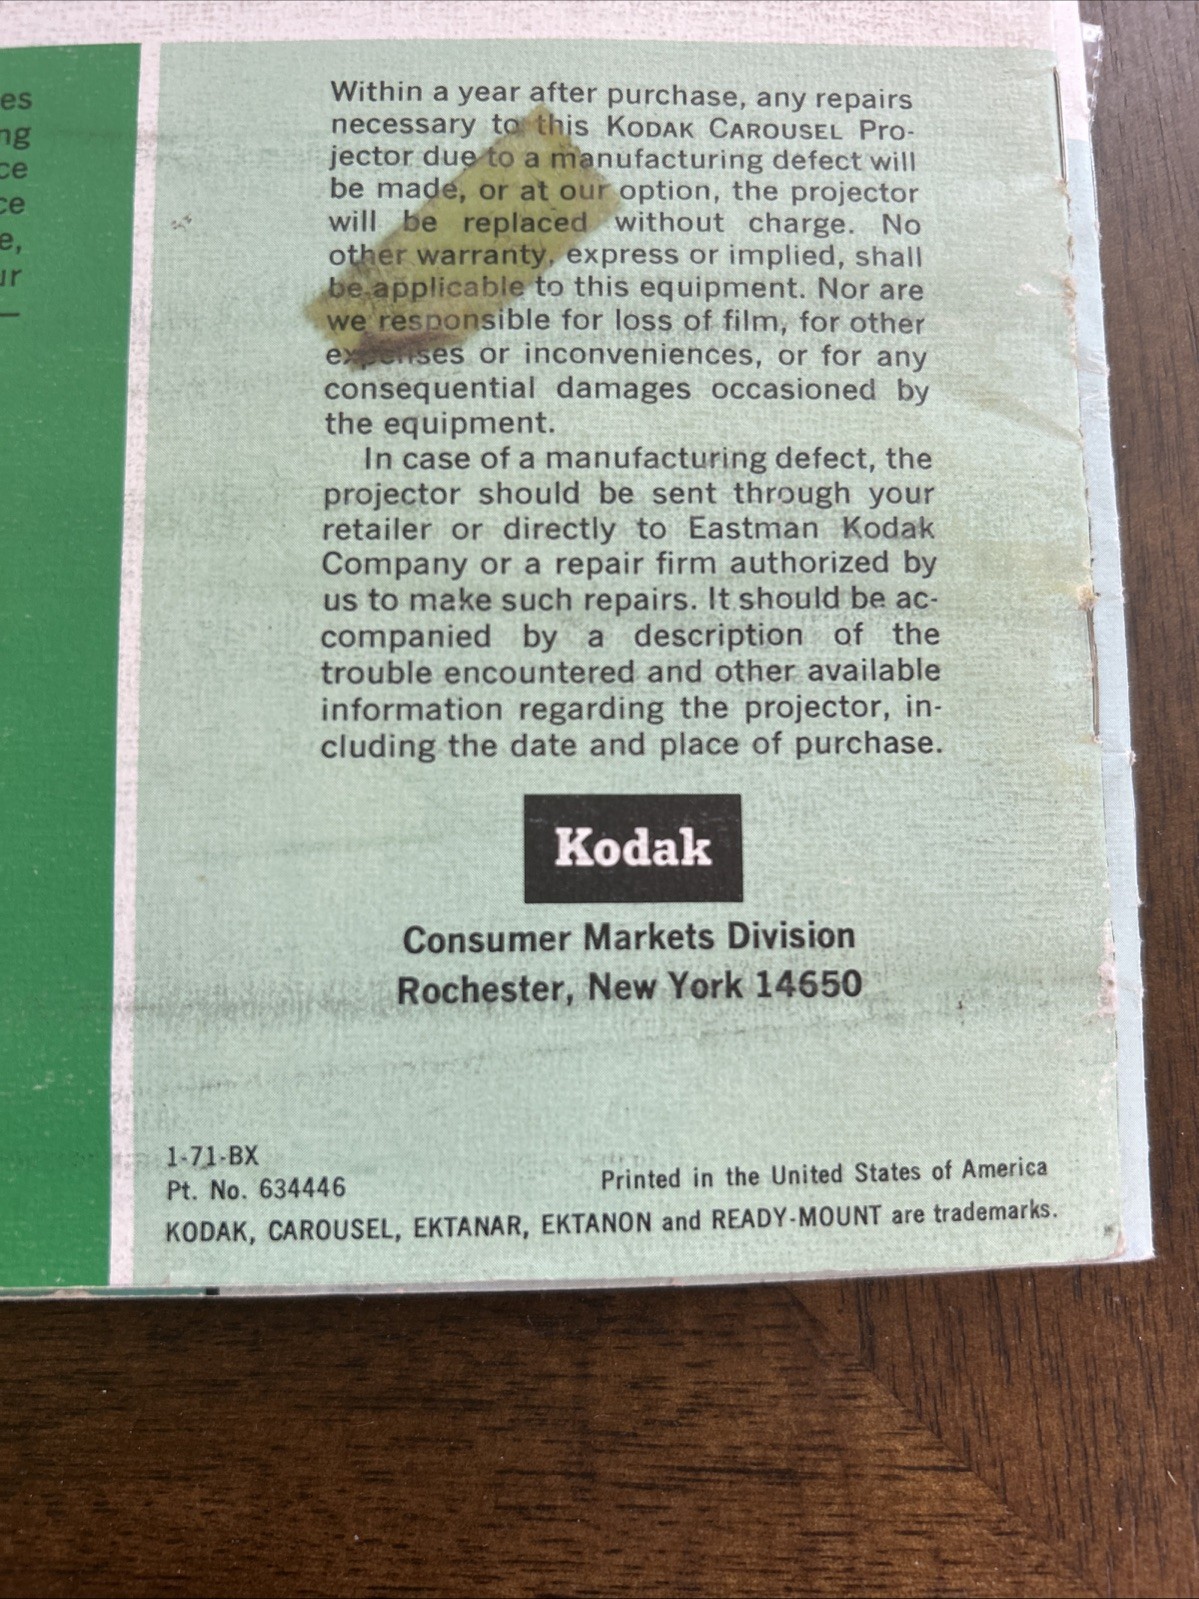 es
ng
ce
ce
e,
ur
Within a year after purchase, any repairs
necessary to this KODAK CAROUSEL Pro-
jector due to a manufacturing defect will
be made, or at our option, the projector
will be replaced without charge. No
other warranty, express or implied, shall
be applicable to this equipment. Nor are
we responsible for loss of film, for other
expenses or inconveniences, or for any
consequential damages occasioned by
the equipment.
In case of a manufacturing defect, the
projector should be sent through your
retailer or directly to Eastman Kodak
Company or a repair firm authorized by
us to make such repairs. It should be ac-
companied by a description of the
trouble encountered and other available
information regarding the projector, in-
cluding the date and place of purchase.
Kodak
Consumer Markets Division
Rochester, New York 14650
1-71-BX
Pt. No. 634446
Printed in the United States of America
KODAK, CAROUSEL, EKTANAR, EKTANON and READY-MOUNT are trademarks.